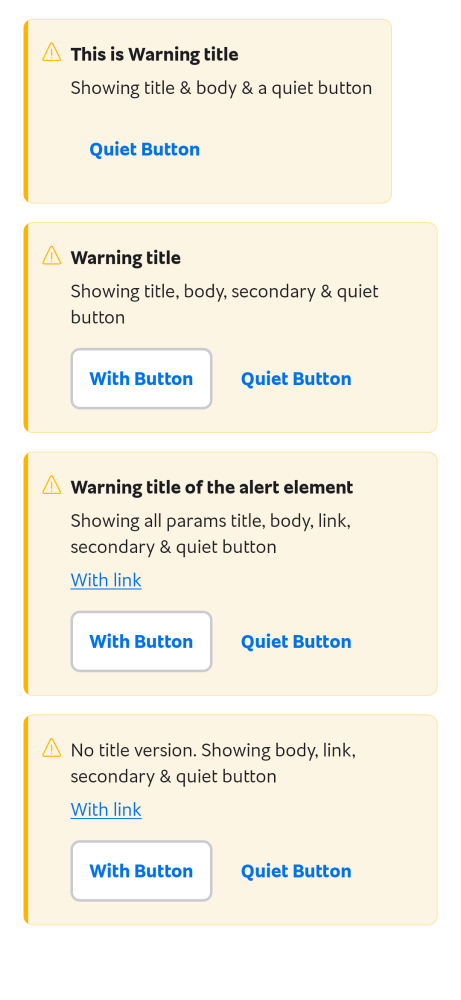 This is Warning title
Showing title & body & a quiet button
Quiet Button
Warning title
Showing title, body, secondary & quiet
button
With Button
Quiet Button
Warning title of the alert element
Showing all params title, body, link,
secondary & quiet button
With link
With Button
Quiet Button
No title version. Showing body, link,
secondary & quiet button
With link
With Button
Quiet Button